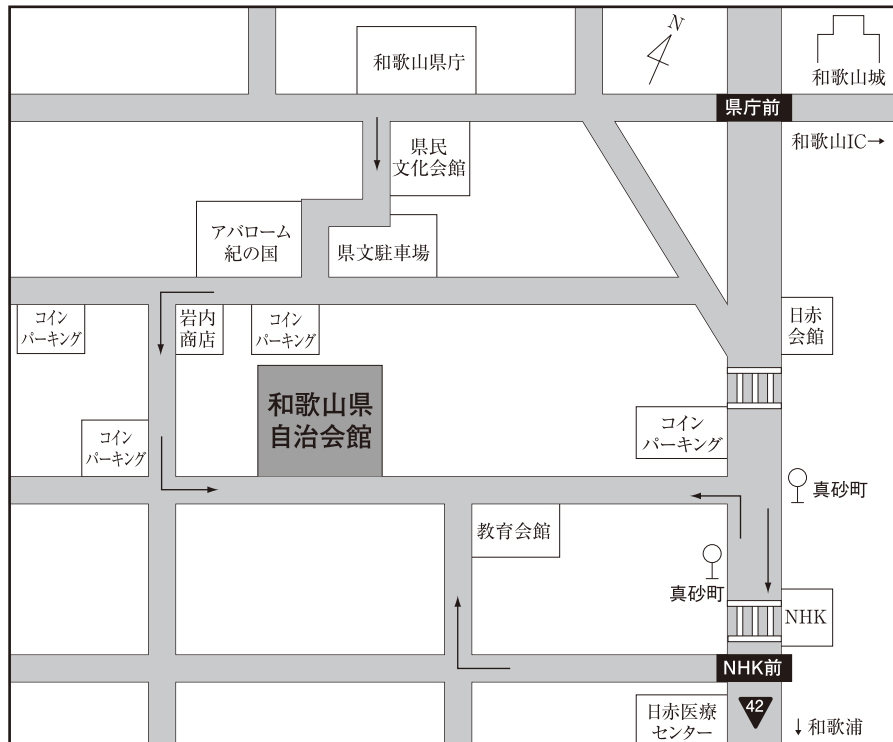 和歌山県庁
N
和歌山城
県庁前
和歌山IC→
県民
文化会館
アバローム
紀の国
県文駐車場
コイン
パーキング
岩内
商店
コイン
パーキング
日赤
会館
和歌山県
自治会館
コイン
パーキング
コイン
パーキング
真砂町
教育会館
真砂町
NHK
NHK前
日赤医療
センター
42
↓和歌浦